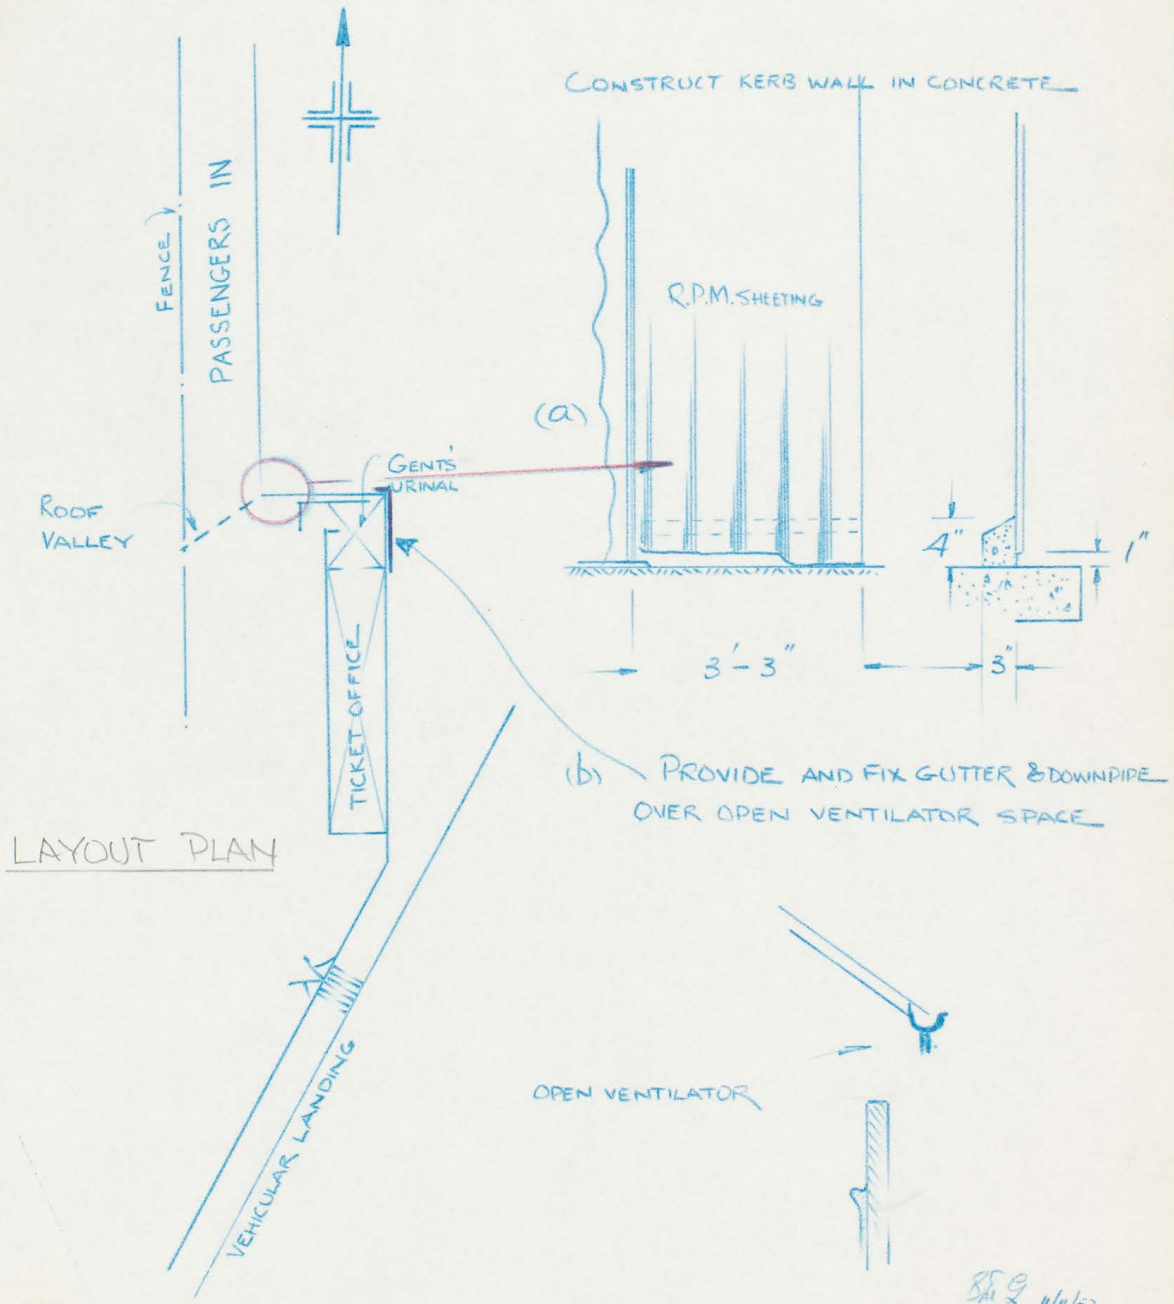 CONSTRUCT KERB WALL IN CONCRETE
FENCE
PASSENGERS IN
R.P.M. SHEETING
(a)
GENTS'
URINAL
ROOF
VALLEY
4"
1"
3'-3"
3"
TICKET OFFICE
(b) PROVIDE AND FIX GUTTER & DOWNPIPE
OVER OPEN VENTILATOR SPACE
LAYOUT PLAN
OPEN VENTILATOR
VEHICULAR LANDING